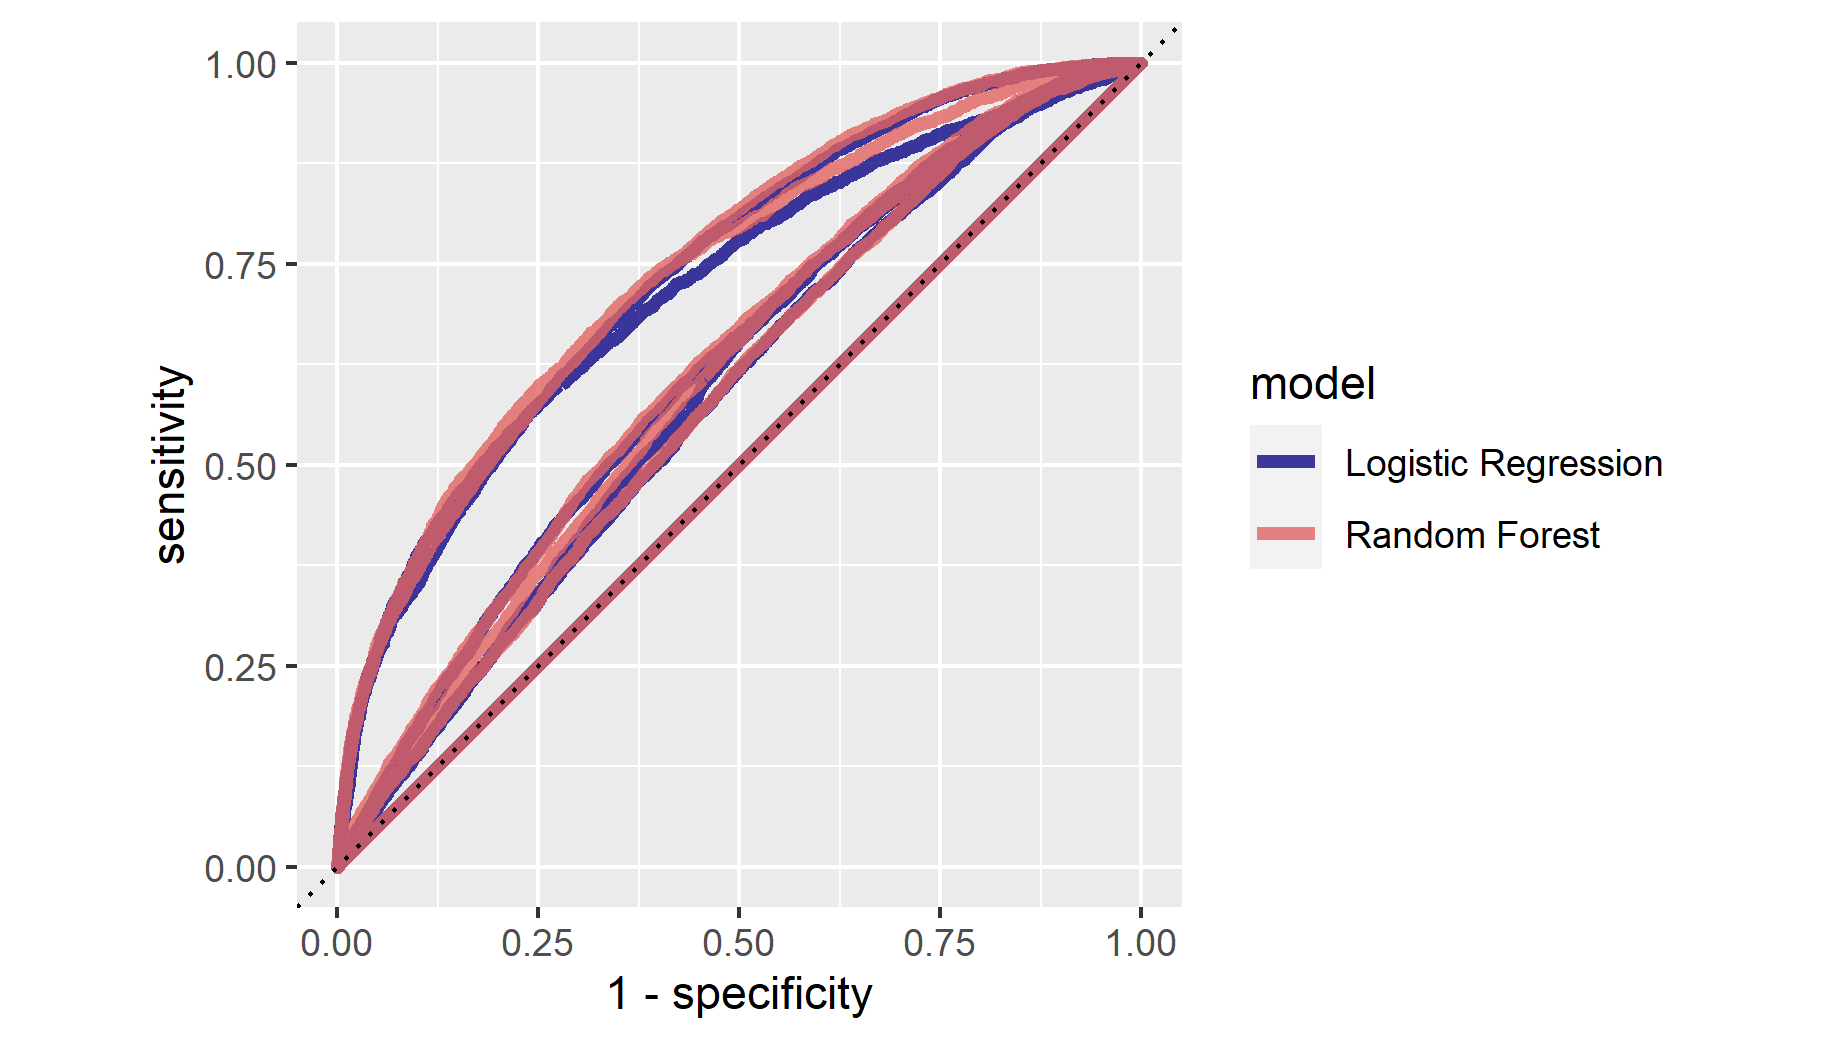 1.00
0.75
0.50
0.25
0.00
sensitivity
0.00 0.25 0.50 0.75 1.00
1 - specificity
model
Logistic Regression
Random Forest